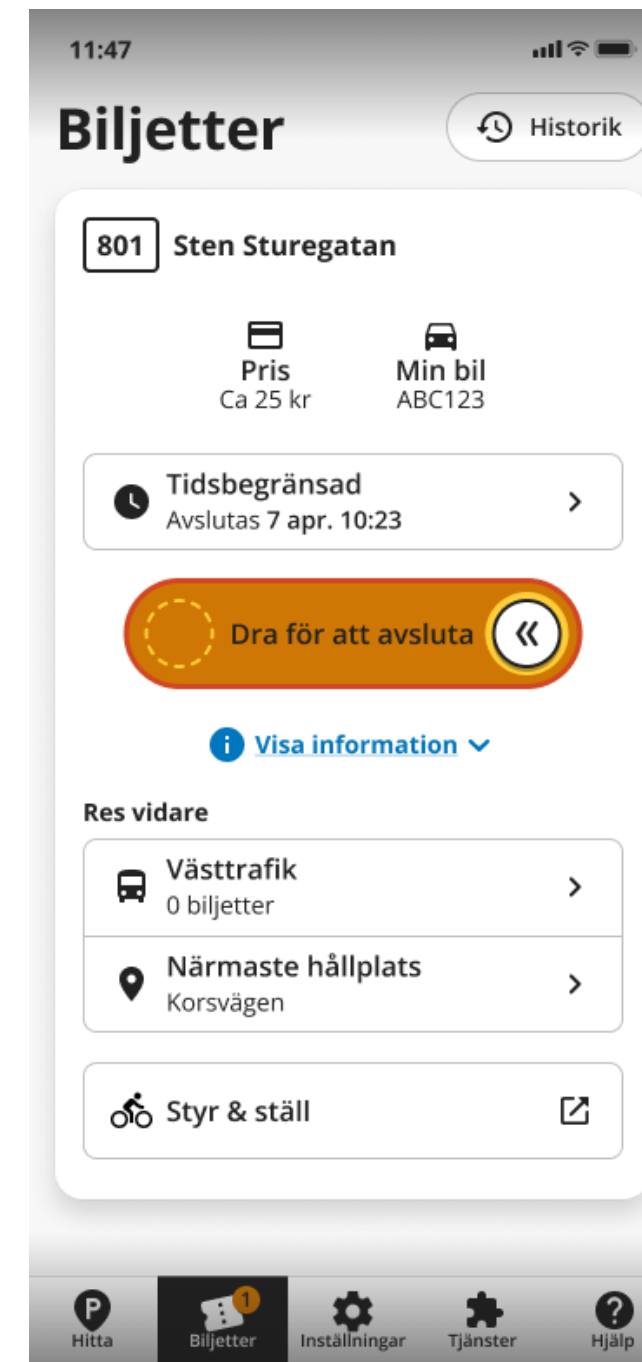 11:47
Biljetter
Historik
801 Sten Sturegatan
Pris
Ca 25 kr
Min bil
ABC123
Tidsbegränsad
Avslutas 7 apr. 10:23
Dra för att avsluta
Visa information
Res vidare
Västtrafik
0 biljetter
Närmaste hållplats
Korsvägen
Styr & ställ
1
Hitta
Biljetter
Inställningar
Tjänster
Hjälp